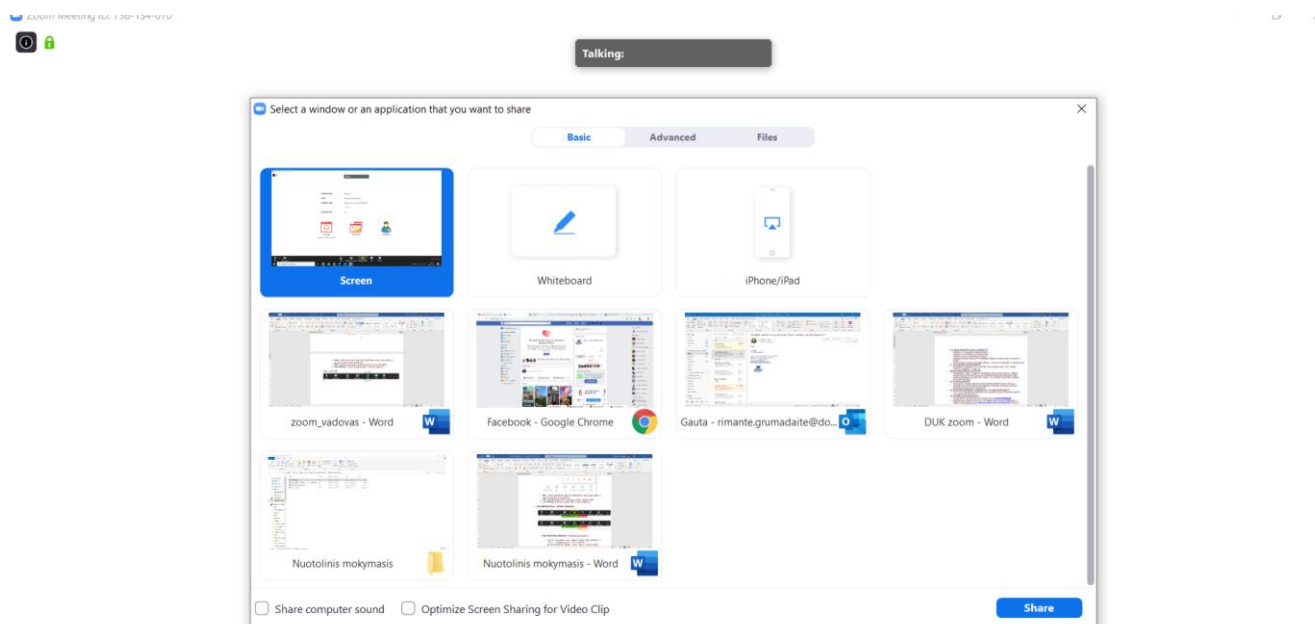 Zoom Meeting ID: 736-134-070
Talking:
Select a window or an application that you want to share
Basic Advanced Files
Screen Whiteboard iPhone/iPad
zoom_vadovas - Word Facebook - Google Chrome Gauta - rimante.grumadaite@do... DUK zoom - Word
Nuotolinis mokymasis Nuotolinis mokymasis - Word
Share computer sound Optimize Screen Sharing for Video Clip Share